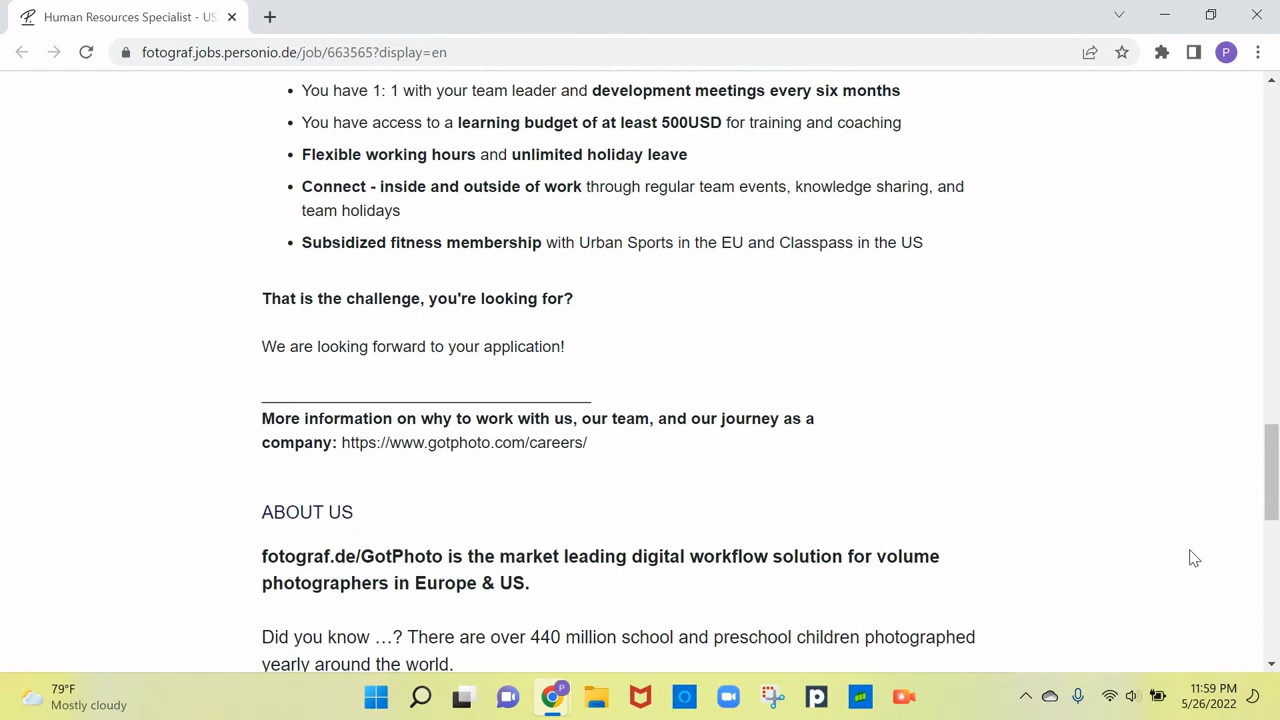 Human Resources Specialist - US
fotograf.jobs.personio.de/job/663565?display=en
P
• You have 1: 1 with your team leader and development meetings every six months
• You have access to a learning budget of at least 500USD for training and coaching
• Flexible working hours and unlimited holiday leave
• Connect - inside and outside of work through regular team events, knowledge sharing, and
team holidays
• Subsidized fitness membership with Urban Sports in the EU and Classpass in the US
That is the challenge, you're looking for?
We are looking forward to your application!
More information on why to work with us, our team, and our journey as a
company: https://www.gotphoto.com/careers/
ABOUT US
fotograf.de/GotPhoto is the market leading digital workflow solution for volume
photographers in Europe & US.
Did you know …? There are over 440 million school and preschool children photographed
yearly around the world.
79°F
Mostly cloudy
P
11:59 PM
5/26/2022